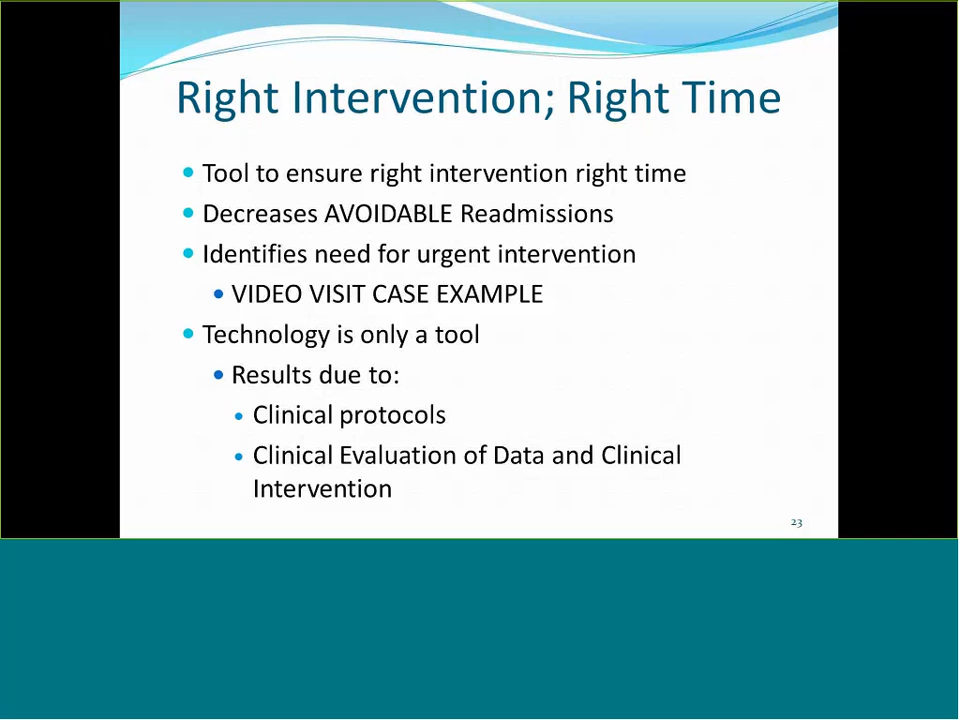 Right Intervention; Right Time
• Tool to ensure right intervention right time
• Decreases AVOIDABLE Readmissions
• Identifies need for urgent intervention
• VIDEO VISIT CASE EXAMPLE
• Technology is only a tool
• Results due to:
• Clinical protocols
• Clinical Evaluation of Data and Clinical
Intervention
23